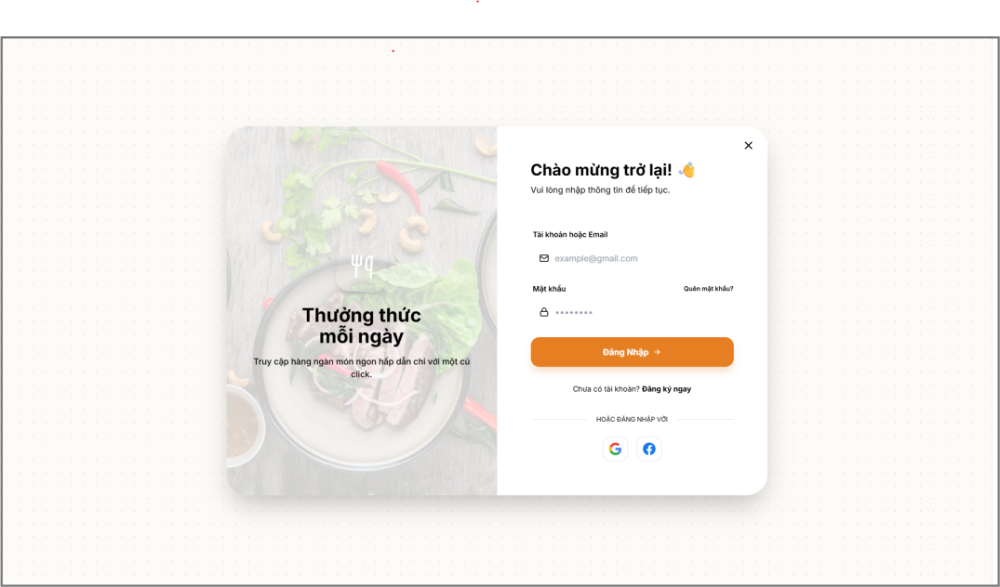 Thưởng thức
mỗi ngày
Truy cập hàng ngàn món ngon hấp dẫn chỉ với một cú
click.
Chào mừng trở lại! 👋
Vui lòng nhập thông tin để tiếp tục.
Tài khoản hoặc Email
example@gmail.com
Mật khẩu
Quên mật khẩu?
••••••••
Đăng Nhập →
Chưa có tài khoản? Đăng ký ngay
HOẶC ĐĂNG NHẬP VỚI